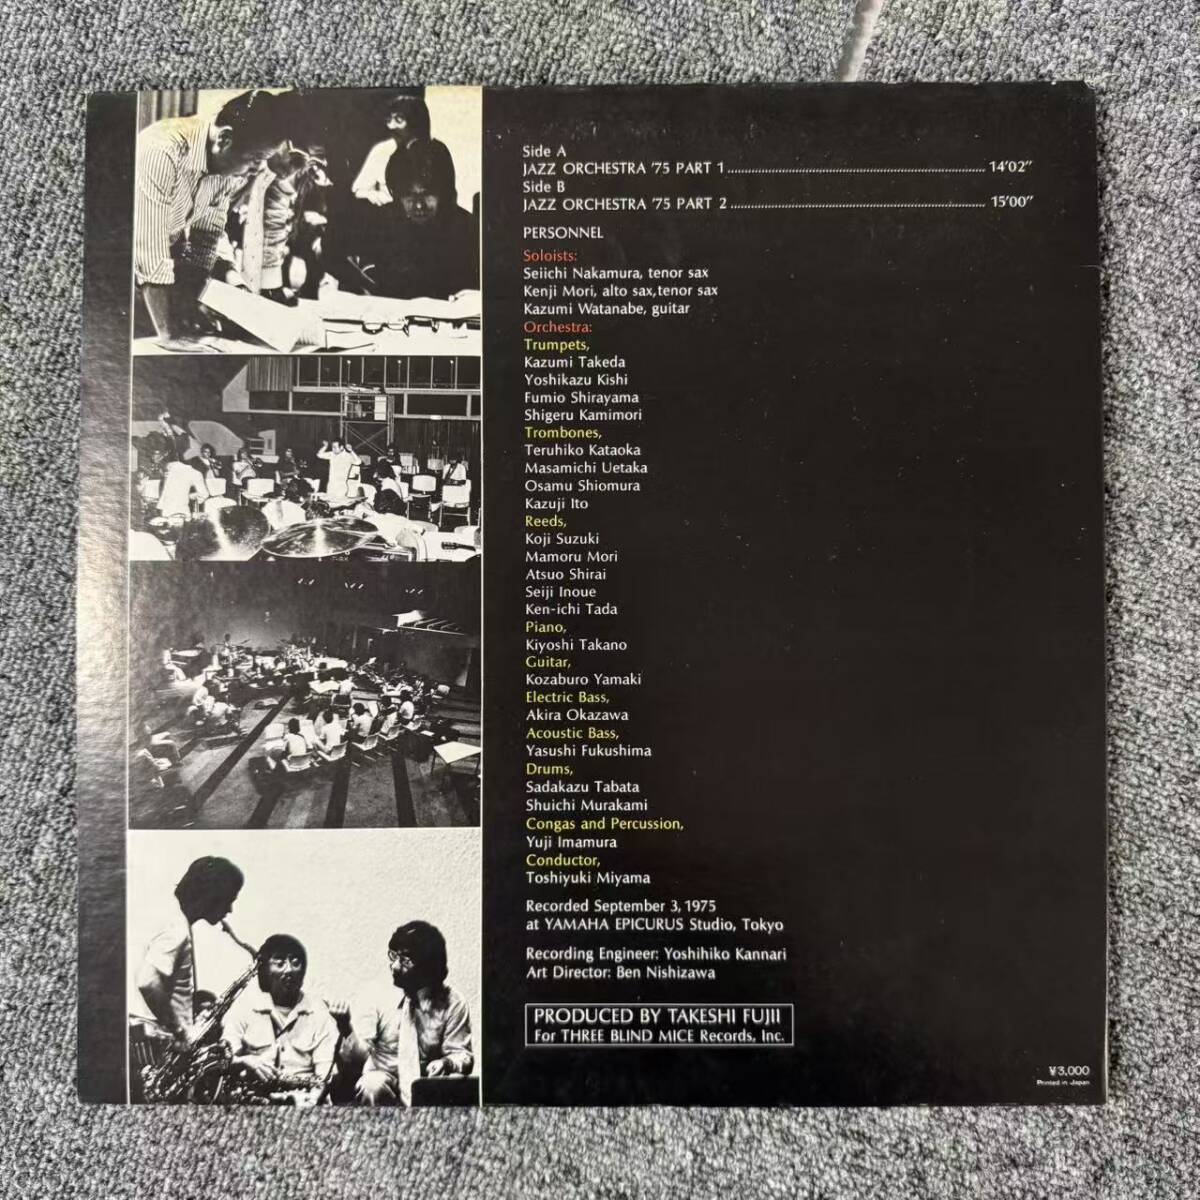 Side A
JAZZ ORCHESTRA '75 PART 1 ........ 14'02"
Side B
JAZZ ORCHESTRA '75 PART 2 ........ 15'00"
PERSONNEL
Soloists:
Seiichi Nakamura, tenor sax
Kenji Mori, alto sax,tenor sax
Kazumi Watanabe, guitar
Orchestra:
Trumpets,
Kazumi Takeda
Yoshikazu Kishi
Fumio Shirayama
Shigeru Kamimori
Trombones,
Teruhiko Kataoka
Masamichi Uetaka
Osamu Shiomura
Kazuji Ito
Reeds,
Koji Suzuki
Mamoru Mori
Atsuo Shirai
Seiji Inoue
Ken-ichi Tada
Piano,
Kiyoshi Takano
Guitar,
Kozaburo Yamaki
Electric Bass,
Akira Okazawa
Acoustic Bass,
Yasushi Fukushima
Drums,
Sadakazu Tabata
Shuichi Murakami
Congas and Percussion,
Yuji Imamura
Conductor,
Toshiyuki Miyama
Recorded September 3, 1975
at YAMAHA EPICURUS Studio, Tokyo
Recording Engineer: Yoshihiko Kannari
Art Director: Ben Nishizawa
PRODUCED BY TAKESHI FUJII
For THREE BLIND MICE Records, Inc.
¥3,000
Printed in Japan